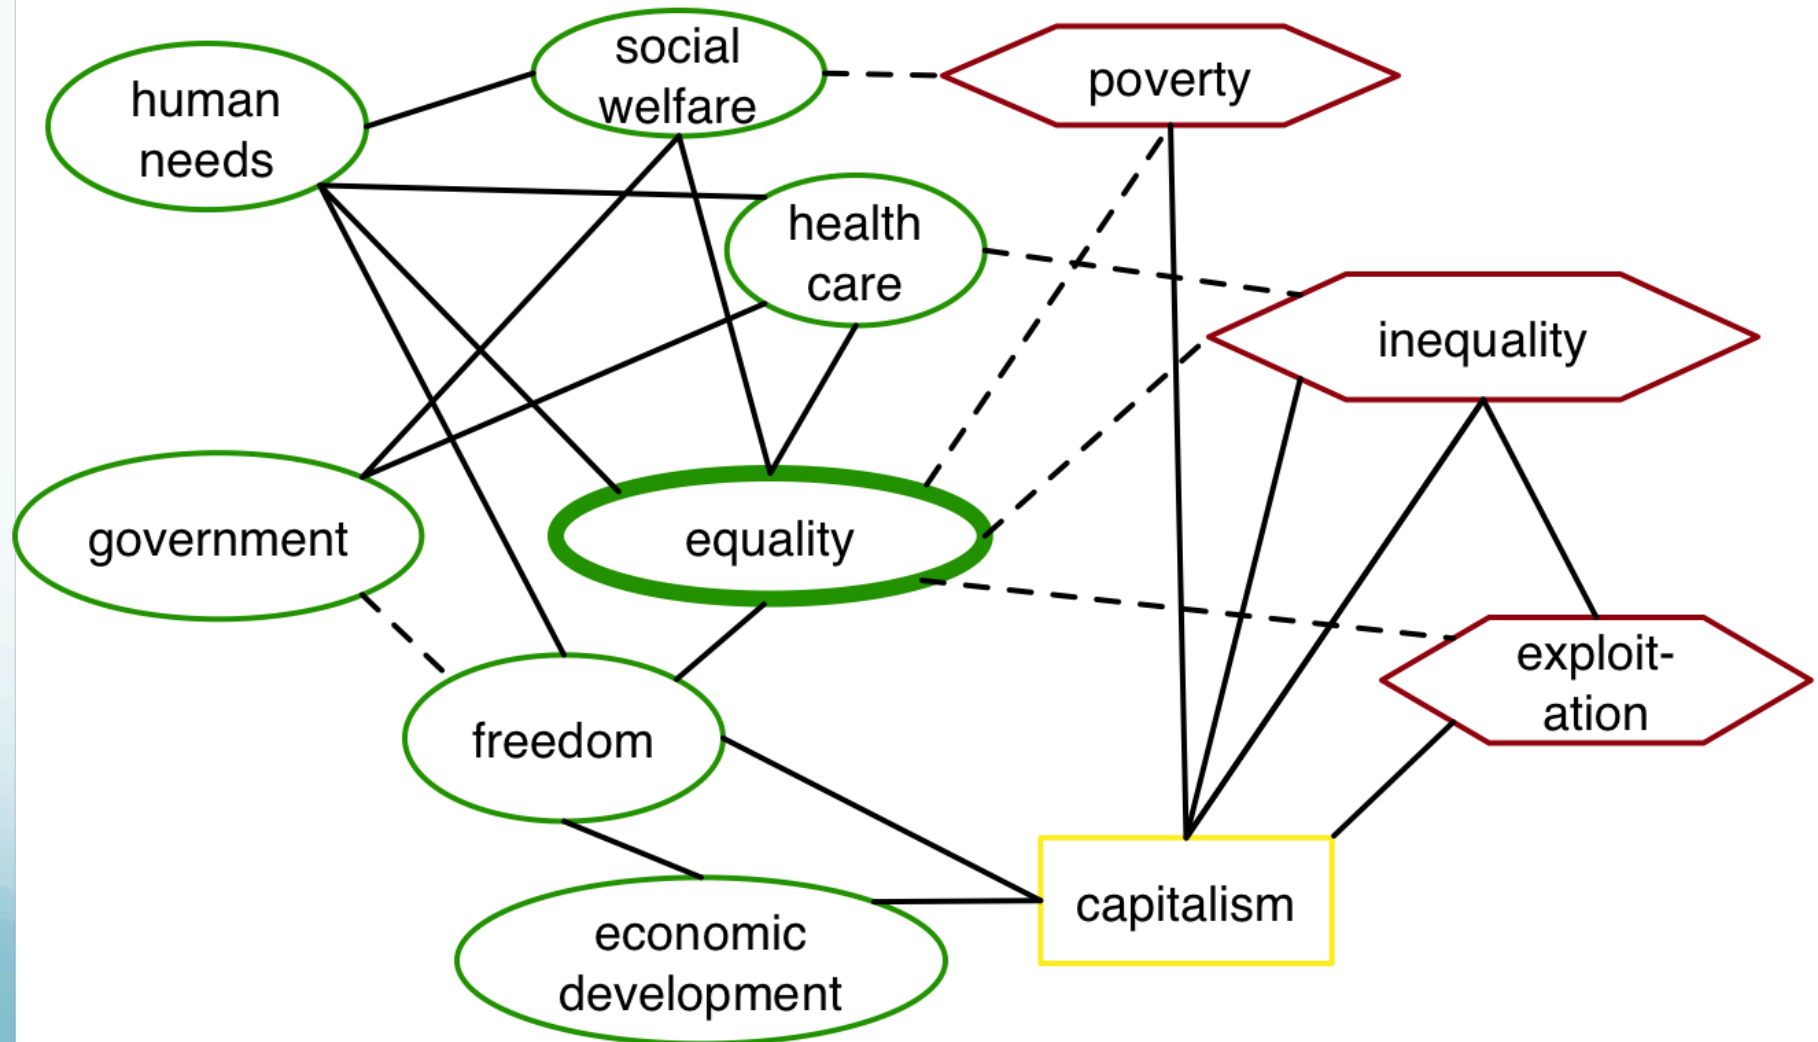 social
welfare
poverty
human
needs
health
care
inequality
government
equality
exploit-
ation
freedom
capitalism
economic
development